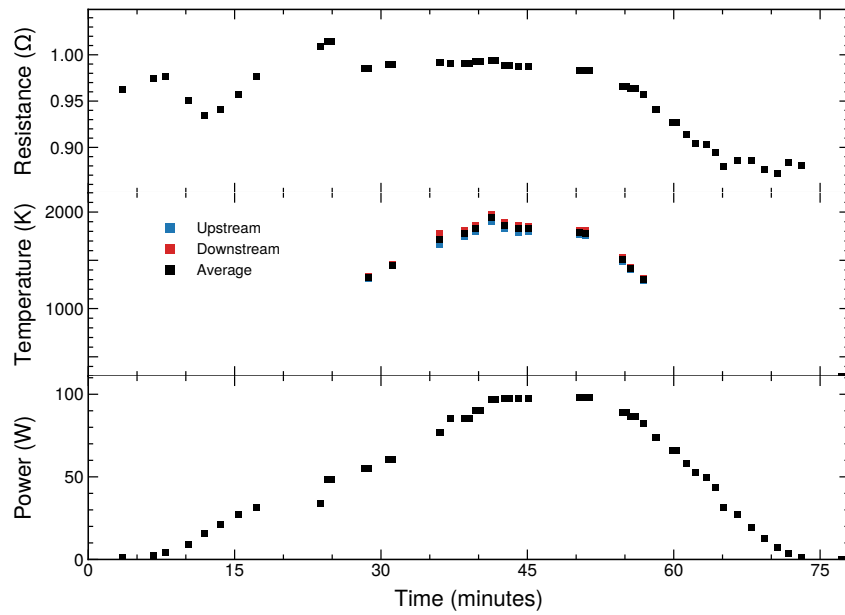 Resistance (Ω)
1.00
0.95
0.90
Temperature (K)
2000
1000
Upstream
Downstream
Average
Power (W)
100
50
0
0 15 30 45 60 75
Time (minutes)